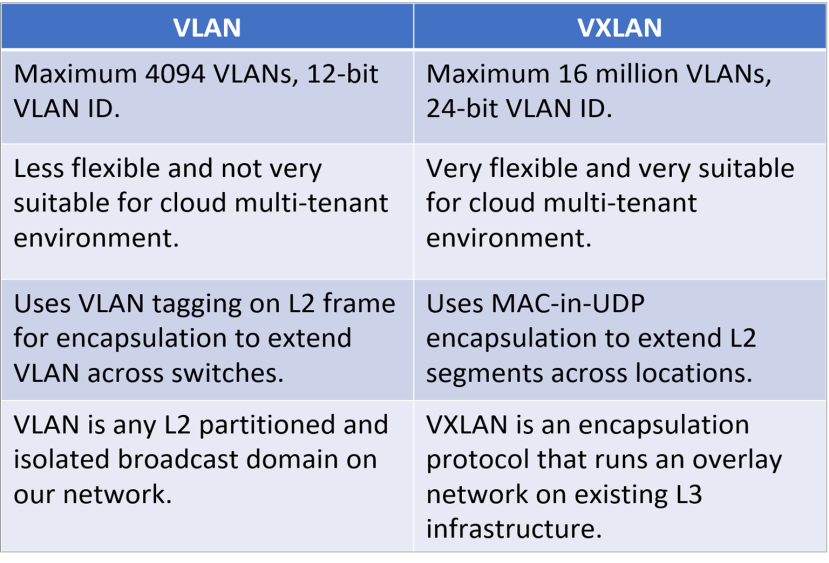 VLAN
VXLAN
Maximum 4094 VLANs, 12-bit
VLAN ID.
Maximum 16 million VLANs,
24-bit VLAN ID.
Less flexible and not very
suitable for cloud multi-tenant
environment.
Very flexible and very suitable
for cloud multi-tenant
environment.
Uses VLAN tagging on L2 frame
for encapsulation to extend
VLAN across switches.
Uses MAC-in-UDP
encapsulation to extend L2
segments across locations.
VLAN is any L2 partitioned and
isolated broadcast domain on
our network.
VXLAN is an encapsulation
protocol that runs an overlay
network on existing L3
infrastructure.